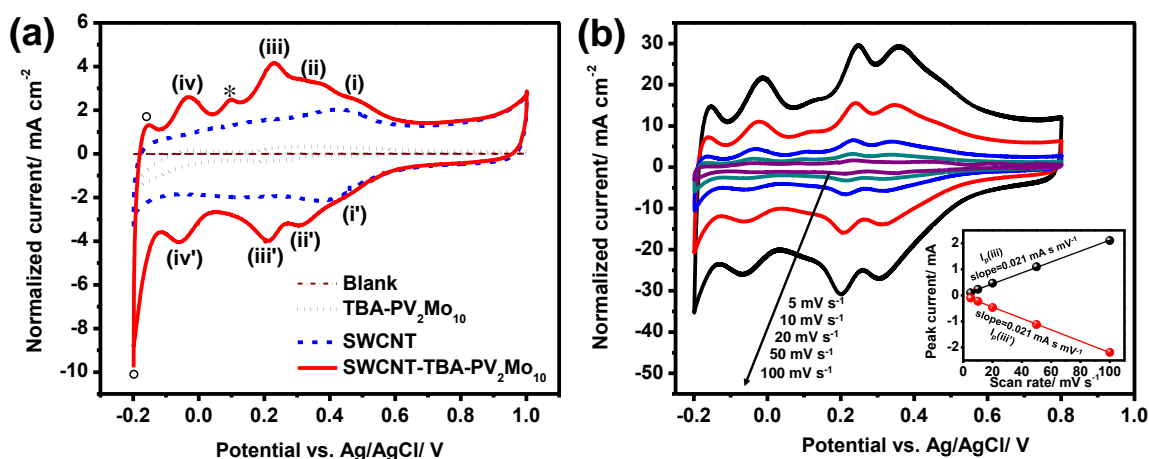 (a)
Normalized current/ mA cm⁻²
6
4
2
0
-2
-4
-6
-8
-10
-0.2 0.0 0.2 0.4 0.6 0.8 1.0
Potential vs. Ag/AgCl/ V
(iv)
*
(iii)
(ii)
(i)
(i')
(ii')
(iii')
(iv')
Blank
TBA-PV₂Mo₁₀
SWCNT
SWCNT-TBA-PV₂Mo₁₀
(b)
Normalized current/ mA cm⁻²
30
20
10
0
-10
-20
-30
-40
-50
-0.2 0.0 0.2 0.4 0.6 0.8 1.0
Potential vs. Ag/AgCl/ V
5 mV s⁻¹
10 mV s⁻¹
20 mV s⁻¹
50 mV s⁻¹
100 mV s⁻¹
Peak current/ mA
2
1
0
-1
-2
Iₚ(iii)
slope=0.021 mA s mV⁻¹
slope=0.021 mA s mV⁻¹
Iₚ(iii')
0 20 40 60 80 100
Scan rate/ mV s⁻¹